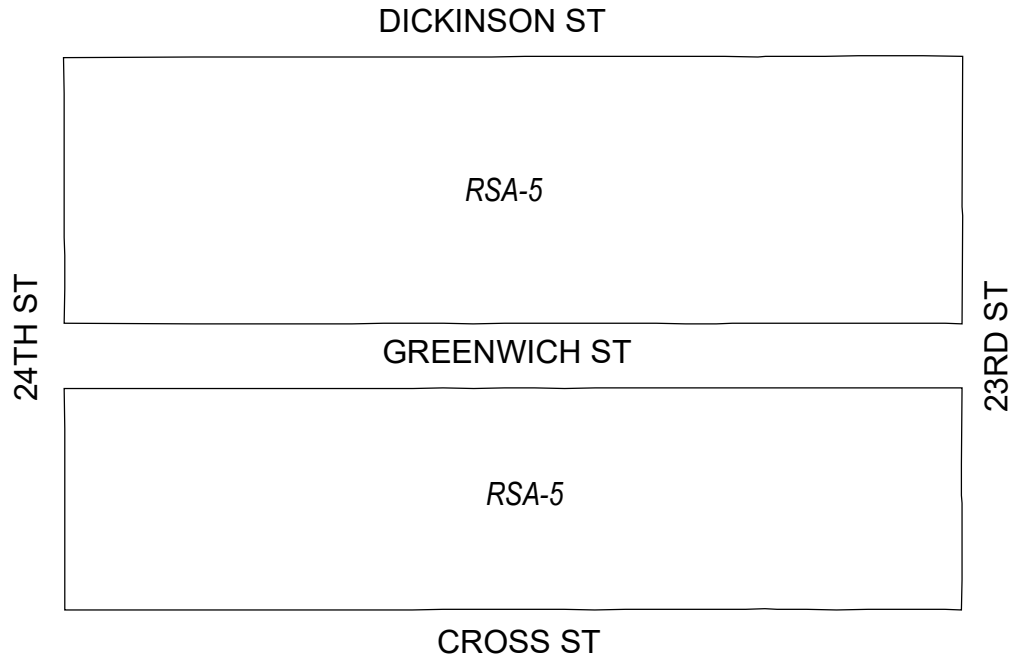 DICKINSON ST
RSA-5
24TH ST
GREENWICH ST
23RD ST
RSA-5
CROSS ST